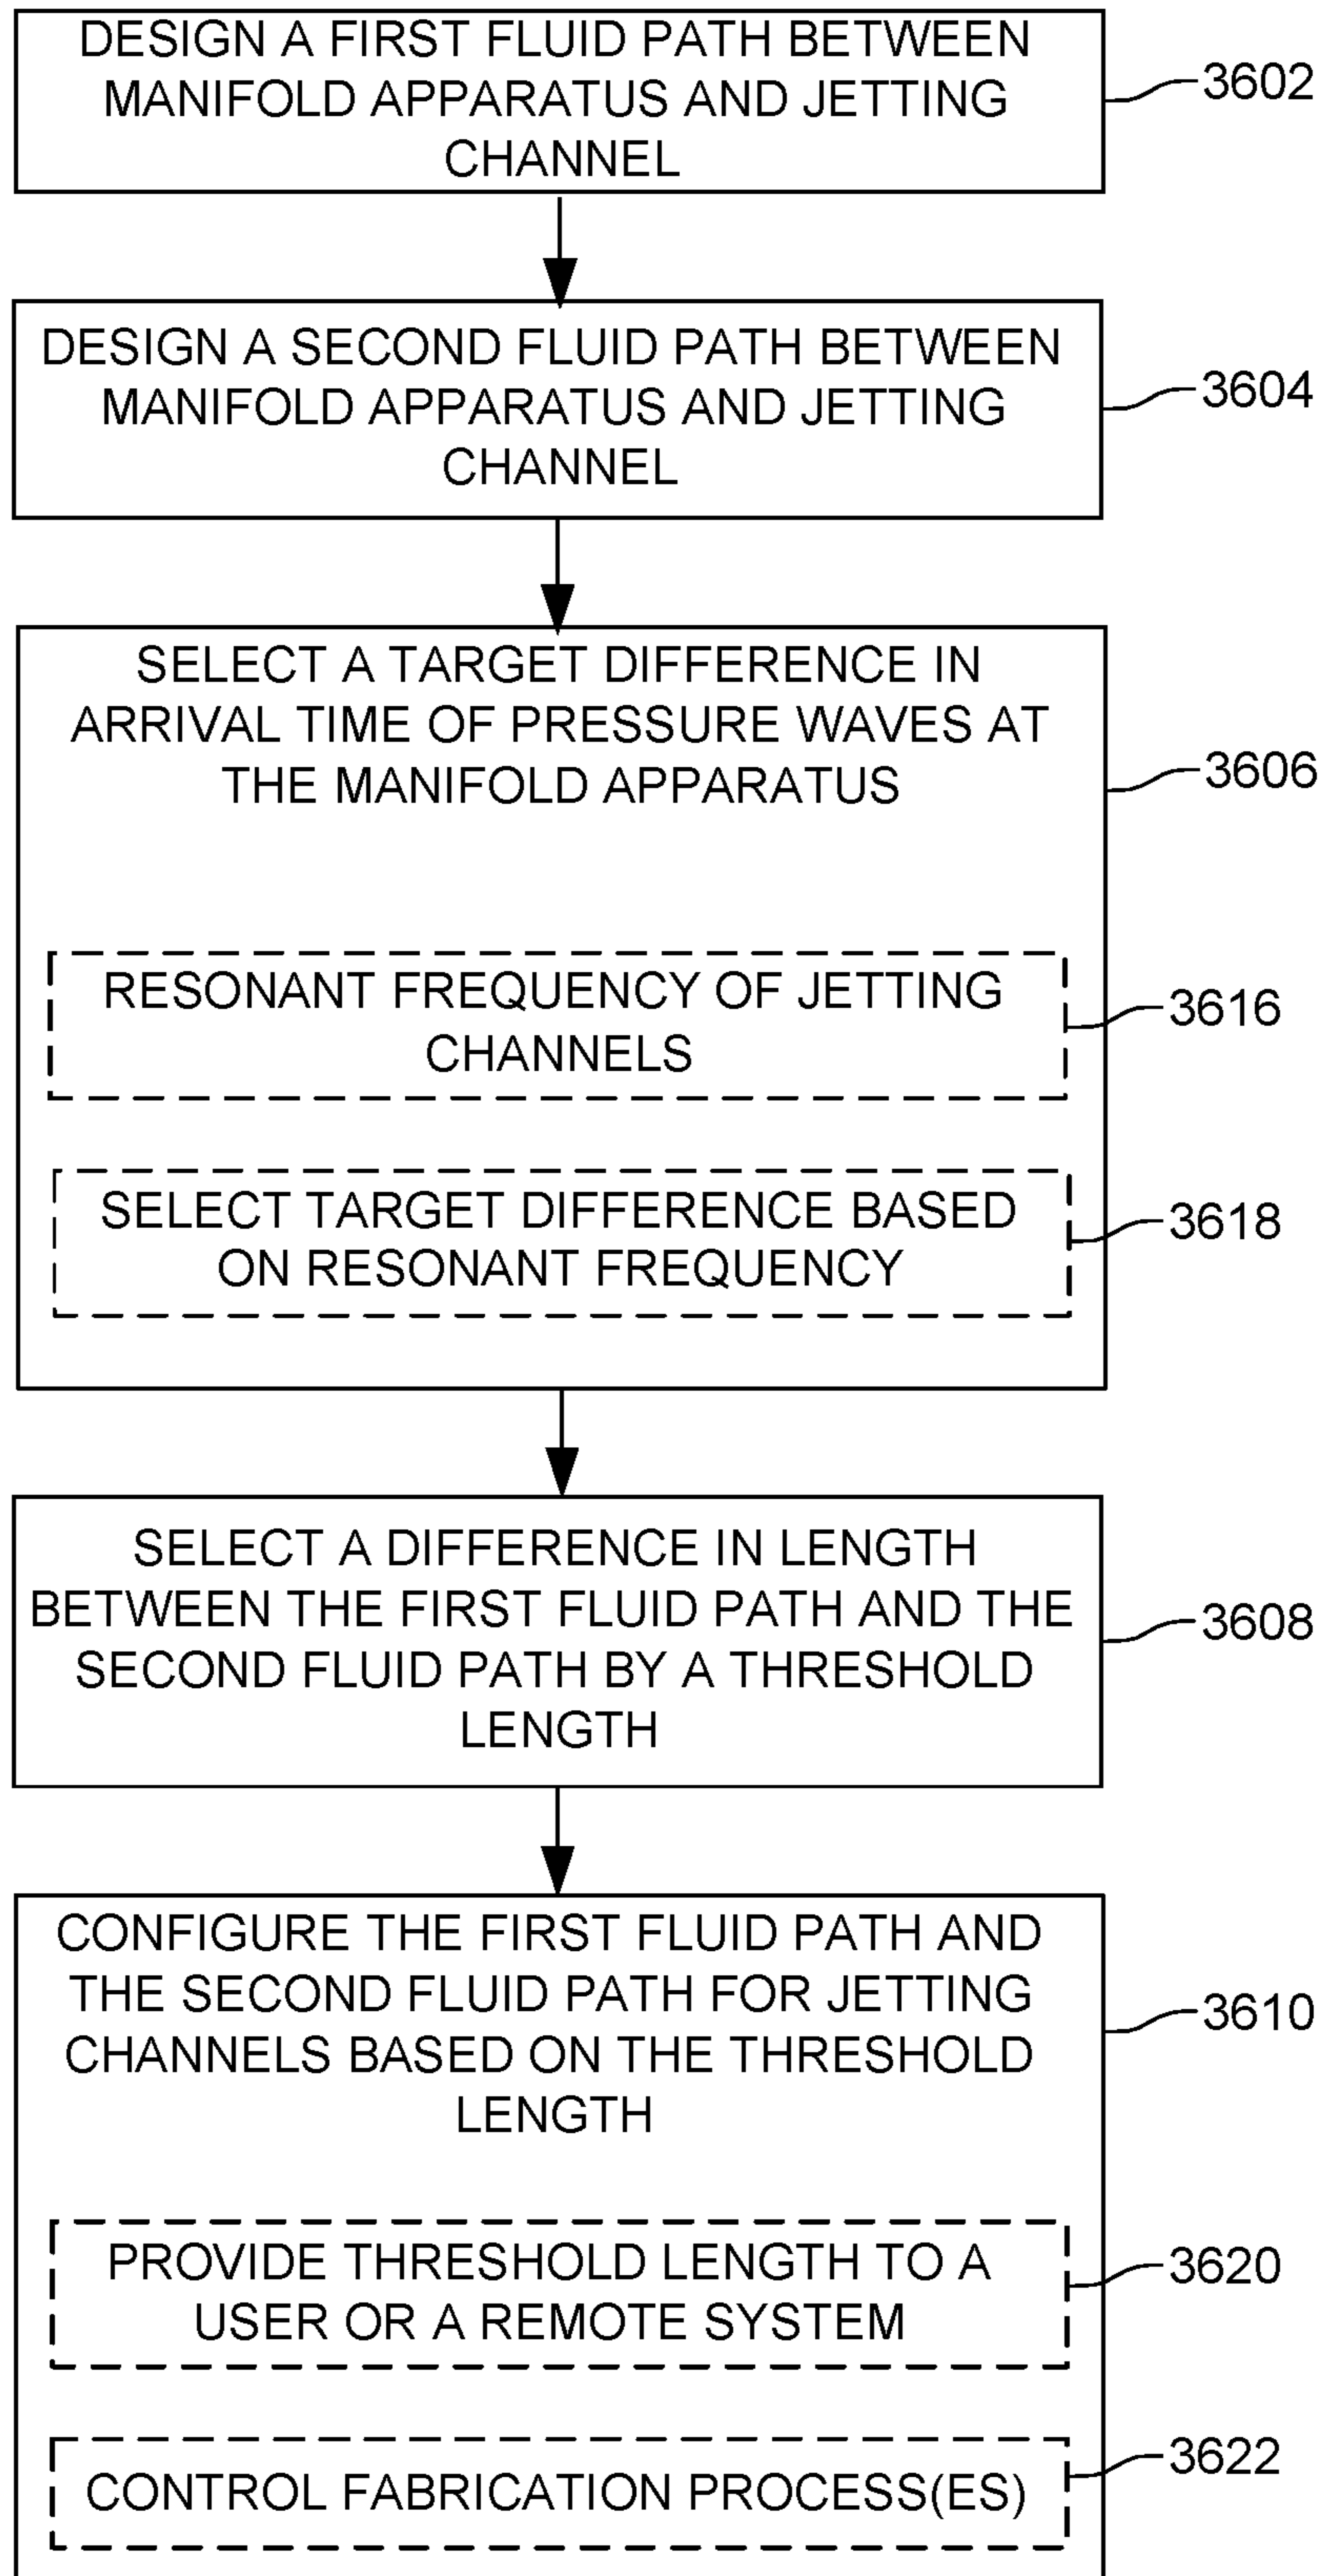 DESIGN A FIRST FLUID PATH BETWEEN
MANIFOLD APPARATUS AND JETTING
CHANNEL
3602
DESIGN A SECOND FLUID PATH BETWEEN
MANIFOLD APPARATUS AND JETTING
CHANNEL
3604
SELECT A TARGET DIFFERENCE IN
ARRIVAL TIME OF PRESSURE WAVES AT
THE MANIFOLD APPARATUS
3606
RESONANT FREQUENCY OF JETTING
CHANNELS
3616
SELECT TARGET DIFFERENCE BASED
ON RESONANT FREQUENCY
3618
SELECT A DIFFERENCE IN LENGTH
BETWEEN THE FIRST FLUID PATH AND THE
SECOND FLUID PATH BY A THRESHOLD
LENGTH
3608
CONFIGURE THE FIRST FLUID PATH AND
THE SECOND FLUID PATH FOR JETTING
CHANNELS BASED ON THE THRESHOLD
LENGTH
3610
PROVIDE THRESHOLD LENGTH TO A
USER OR A REMOTE SYSTEM
3620
CONTROL FABRICATION PROCESS(ES)
3622